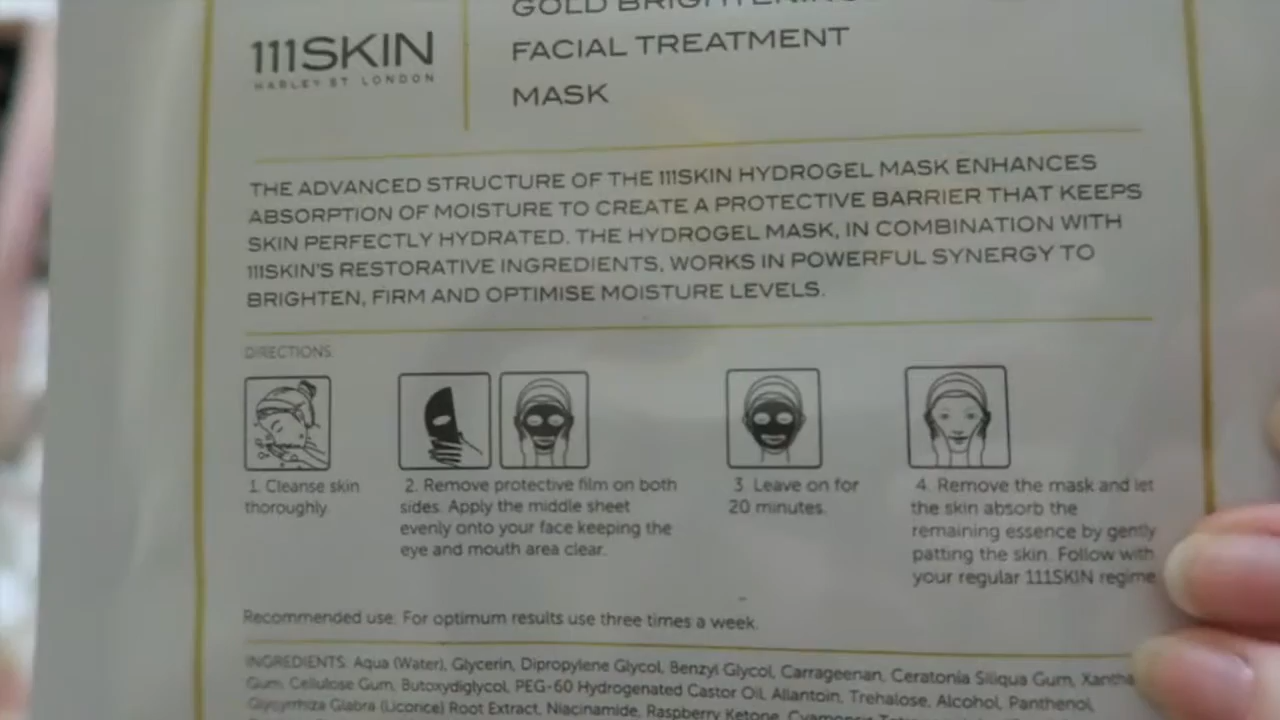 GOLD BRIGHTENING
FACIAL TREATMENT
MASK
111SKIN
HARLEY ST LONDON
THE ADVANCED STRUCTURE OF THE 111SKIN HYDROGEL MASK ENHANCES
ABSORPTION OF MOISTURE TO CREATE A PROTECTIVE BARRIER THAT KEEPS
SKIN PERFECTLY HYDRATED. THE HYDROGEL MASK, IN COMBINATION WITH
111SKIN'S RESTORATIVE INGREDIENTS, WORKS IN POWERFUL SYNERGY TO
BRIGHTEN, FIRM AND OPTIMISE MOISTURE LEVELS.
DIRECTIONS:
1. Cleanse skin
thoroughly.
2. Remove protective film on both
sides. Apply the middle sheet
evenly onto your face keeping the
eye and mouth area clear.
3. Leave on for
20 minutes.
4. Remove the mask and let
the skin absorb the
remaining essence by gently
patting the skin. Follow with
your regular 111SKIN regime
Recommended use: For optimum results use three times a week.
INGREDIENTS: Aqua (Water), Glycerin, Dipropylene Glycol, Benzyl Glycol, Carrageenan, Ceratonia Siliqua Gum, Xantha
Gum, Cellulose Gum, Butoxydiglycol, PEG-60 Hydrogenated Castor Oil, Allantoin, Trehalose, Alcohol, Panthenol,
Glycyrrhiza Glabra (Licorice) Root Extract, Niacinamide, Raspberry Ketone,